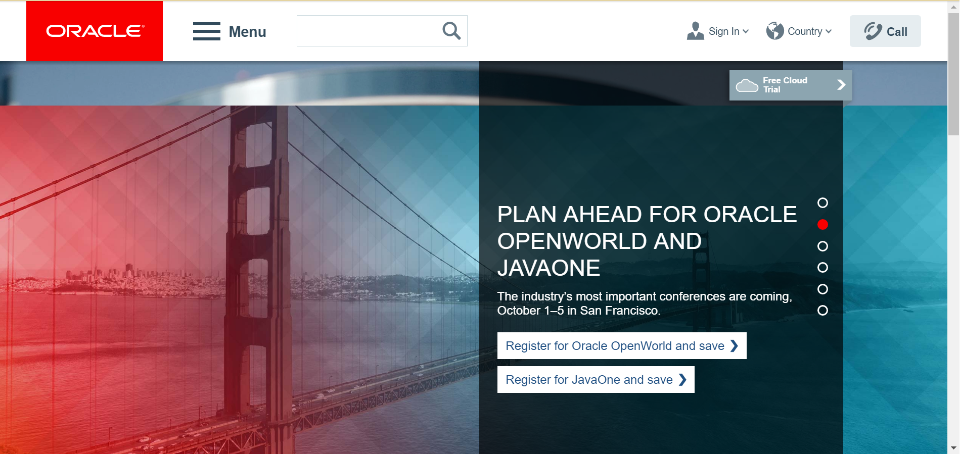 ORACLE®
Menu
Sign In
Country
Call
Free Cloud
Trial
PLAN AHEAD FOR ORACLE
OPENWORLD AND
JAVAONE
The industry's most important conferences are coming,
October 1–5 in San Francisco.
Register for Oracle OpenWorld and save
Register for JavaOne and save